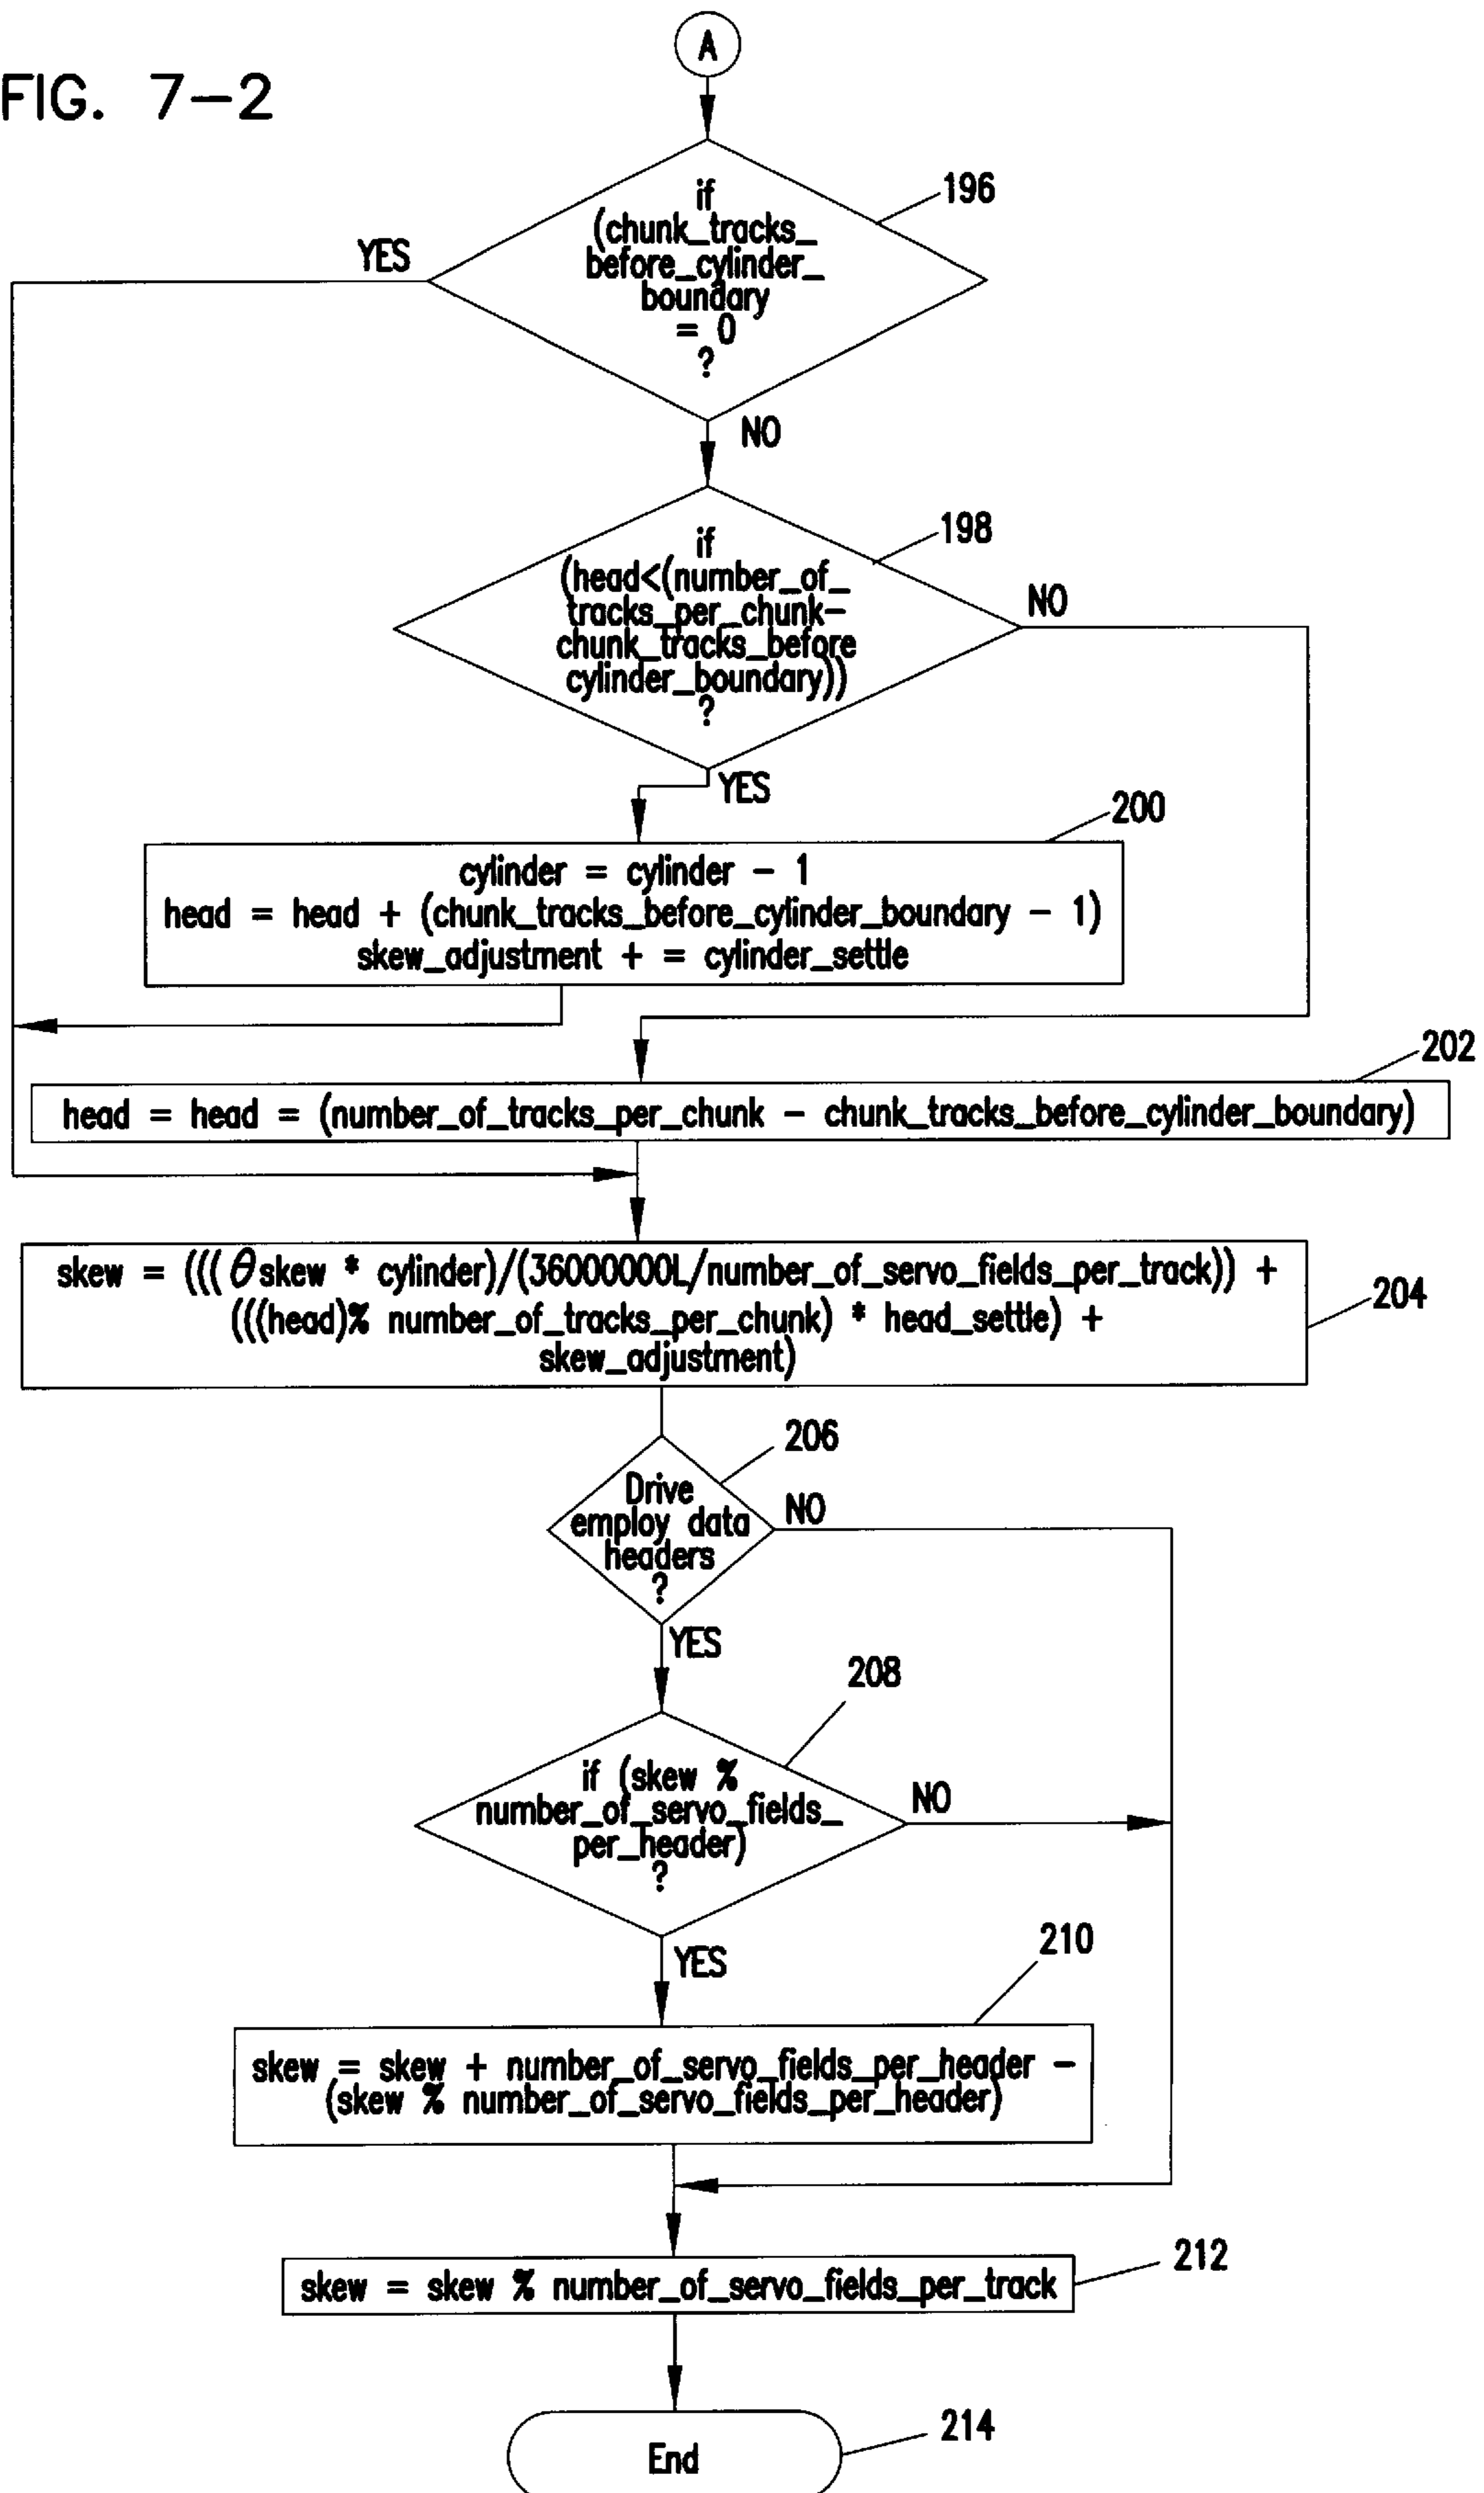 A
FIG. 7-2
196
if
(chunk_tracks_
before_cylinder_
boundary
= 0
?
YES
NO
198
if
(head<(number_of_
tracks_per_chunk-
chunk_tracks_before
cylinder_boundary))
?
NO
YES
200
cylinder = cylinder - 1
head = head + (chunk_tracks_before_cylinder_boundary - 1)
skew_adjustment + = cylinder_settle
202
head = head = (number_of_tracks_per_chunk - chunk_tracks_before_cylinder_boundary)
skew = (((θskew * cylinder)/(36000000L/number_of_servo_fields_per_track)) +
(((head)% number_of_tracks_per_chunk) * head_settle) +
skew_adjustment)
204
206
Drive
employ data
headers
?
NO
YES
208
if (skew %
number_of_servo_fields_
per_header)
?
NO
YES
210
skew = skew + number_of_servo_fields_per_header -
(skew % number_of_servo_fields_per_header)
212
skew = skew % number_of_servo_fields_per_track
214
End